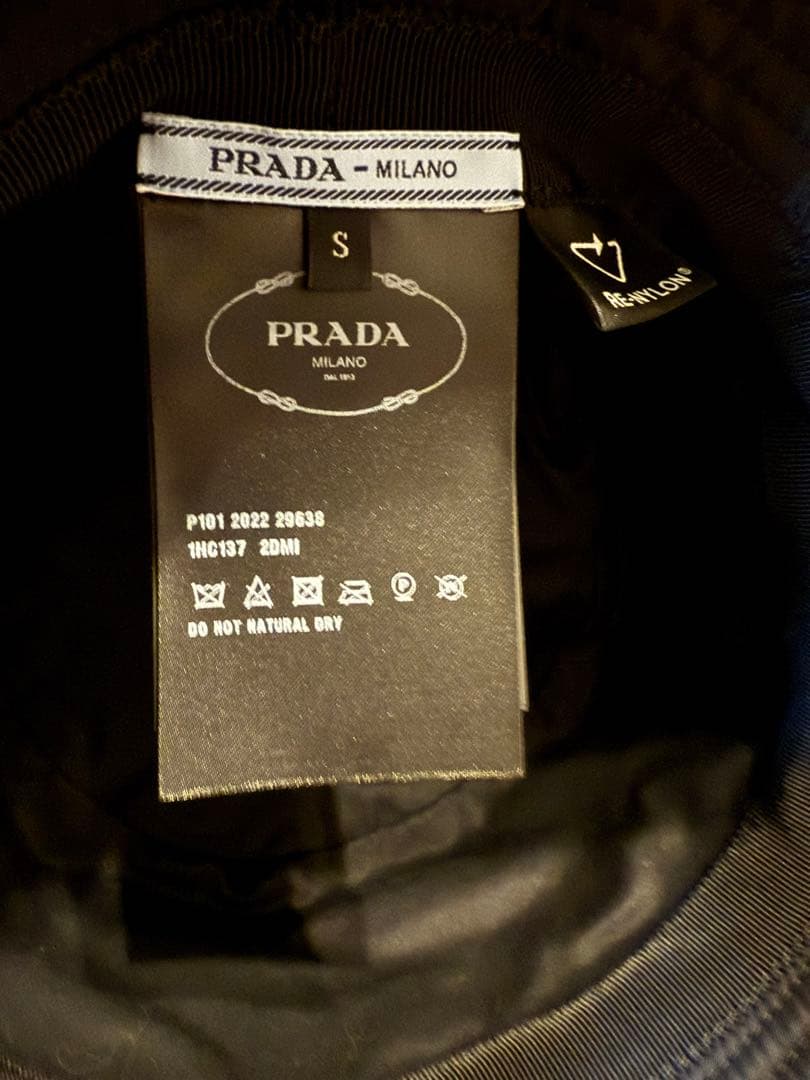 PRADA - MILANO
S
RE-NYLON®
PRADA
MILANO
DAL 1913
P101 2022 29638
1HC137 2DMI
P
W
DO NOT NATURAL DRY